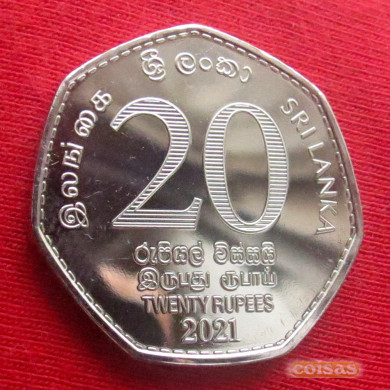 ශ්‍රී ලංකා
இலங்கை
SRI LANKA
20
රුපියල් විස්සයි
இருபது ரூபாய்
TWENTY RUPEES
2021
coisas